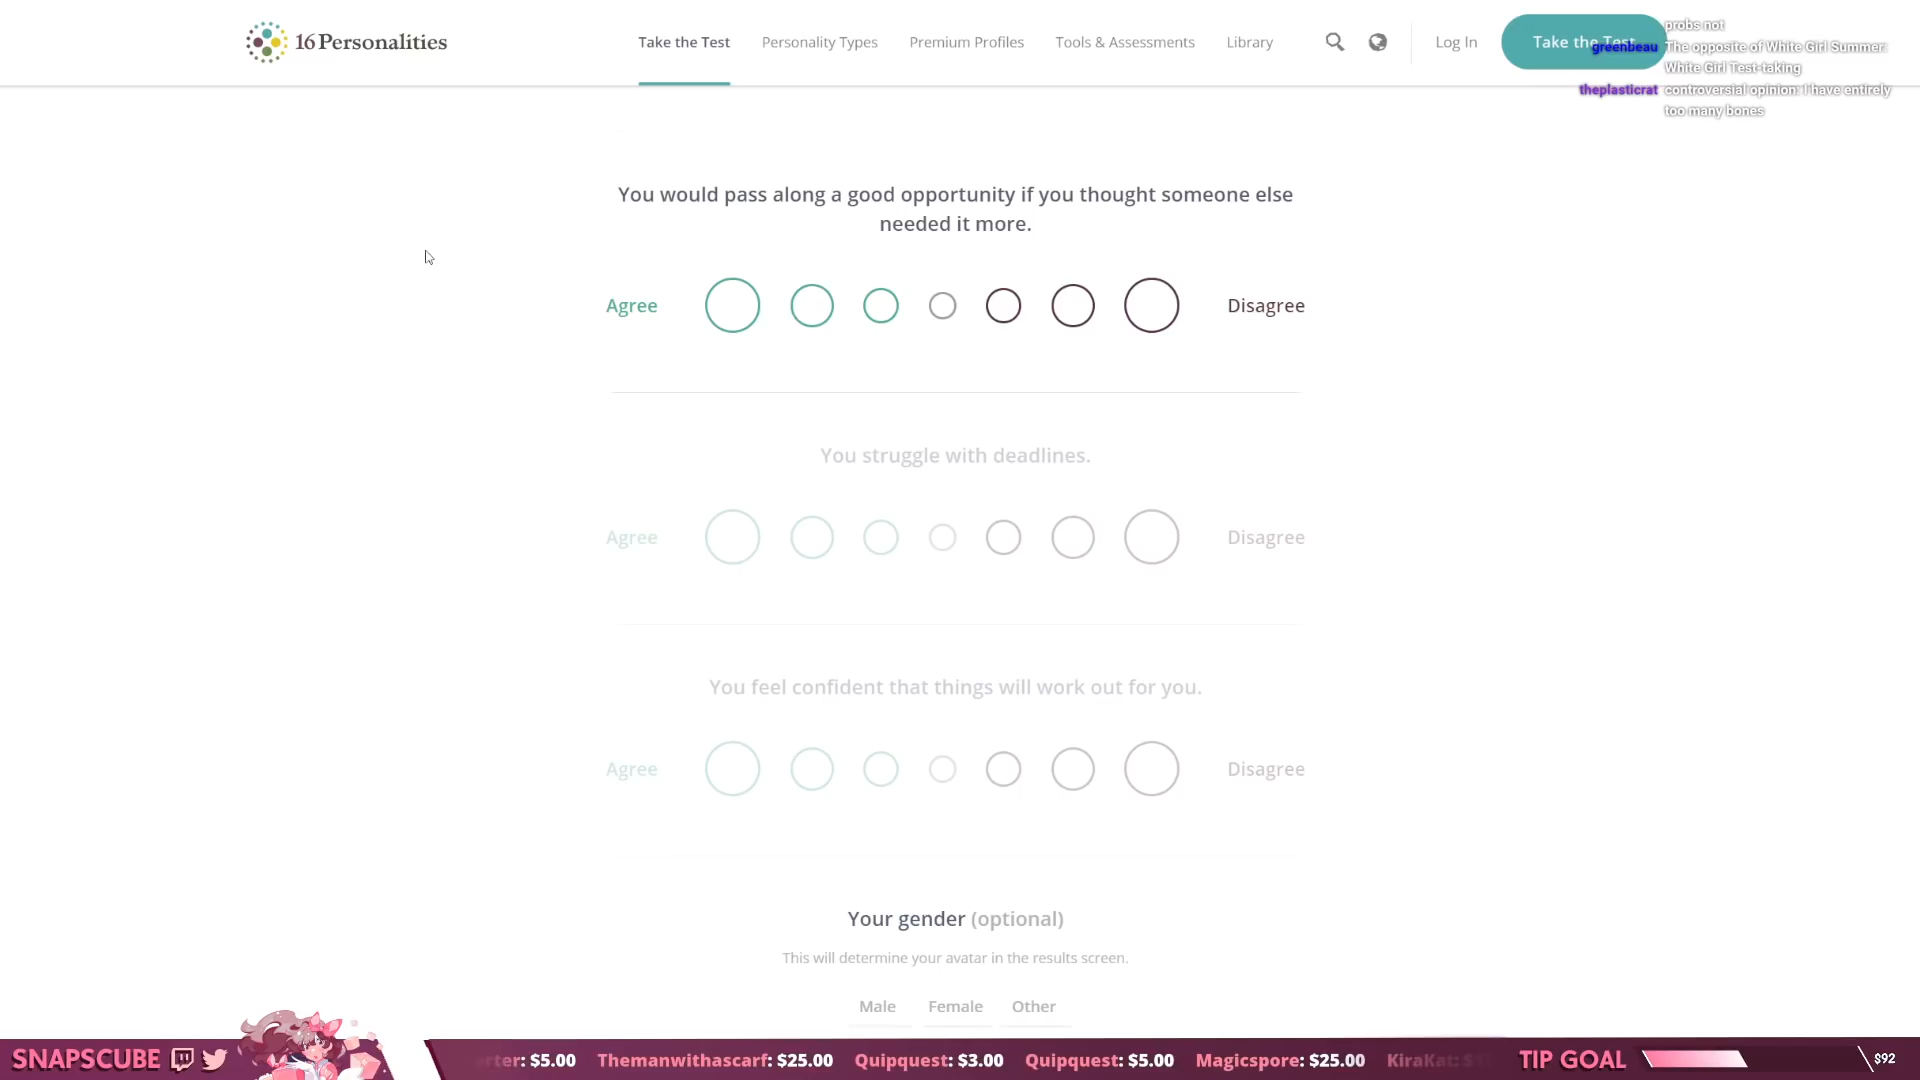 16Personalities
Take the Test
Personality Types
Premium Profiles
Tools & Assessments
Library
Log In
Take the Test
probs not
greenbeau The opposite of White Girl Summer:
White Girl Test-taking
theplasticrat controversial opinion: I have entirely
too many bones
You would pass along a good opportunity if you thought someone else
needed it more.
Agree
Disagree
You struggle with deadlines.
Agree
Disagree
You feel confident that things will work out for you.
Agree
Disagree
Your gender (optional)
This will determine your avatar in the results screen.
Male
Female
Other
SNAPSCUBE
rter: $5.00 Themanwithascarf: $25.00 Quipquest: $3.00 Quipquest: $5.00 Magicspore: $25.00 KiraKat:
TIP GOAL
$92